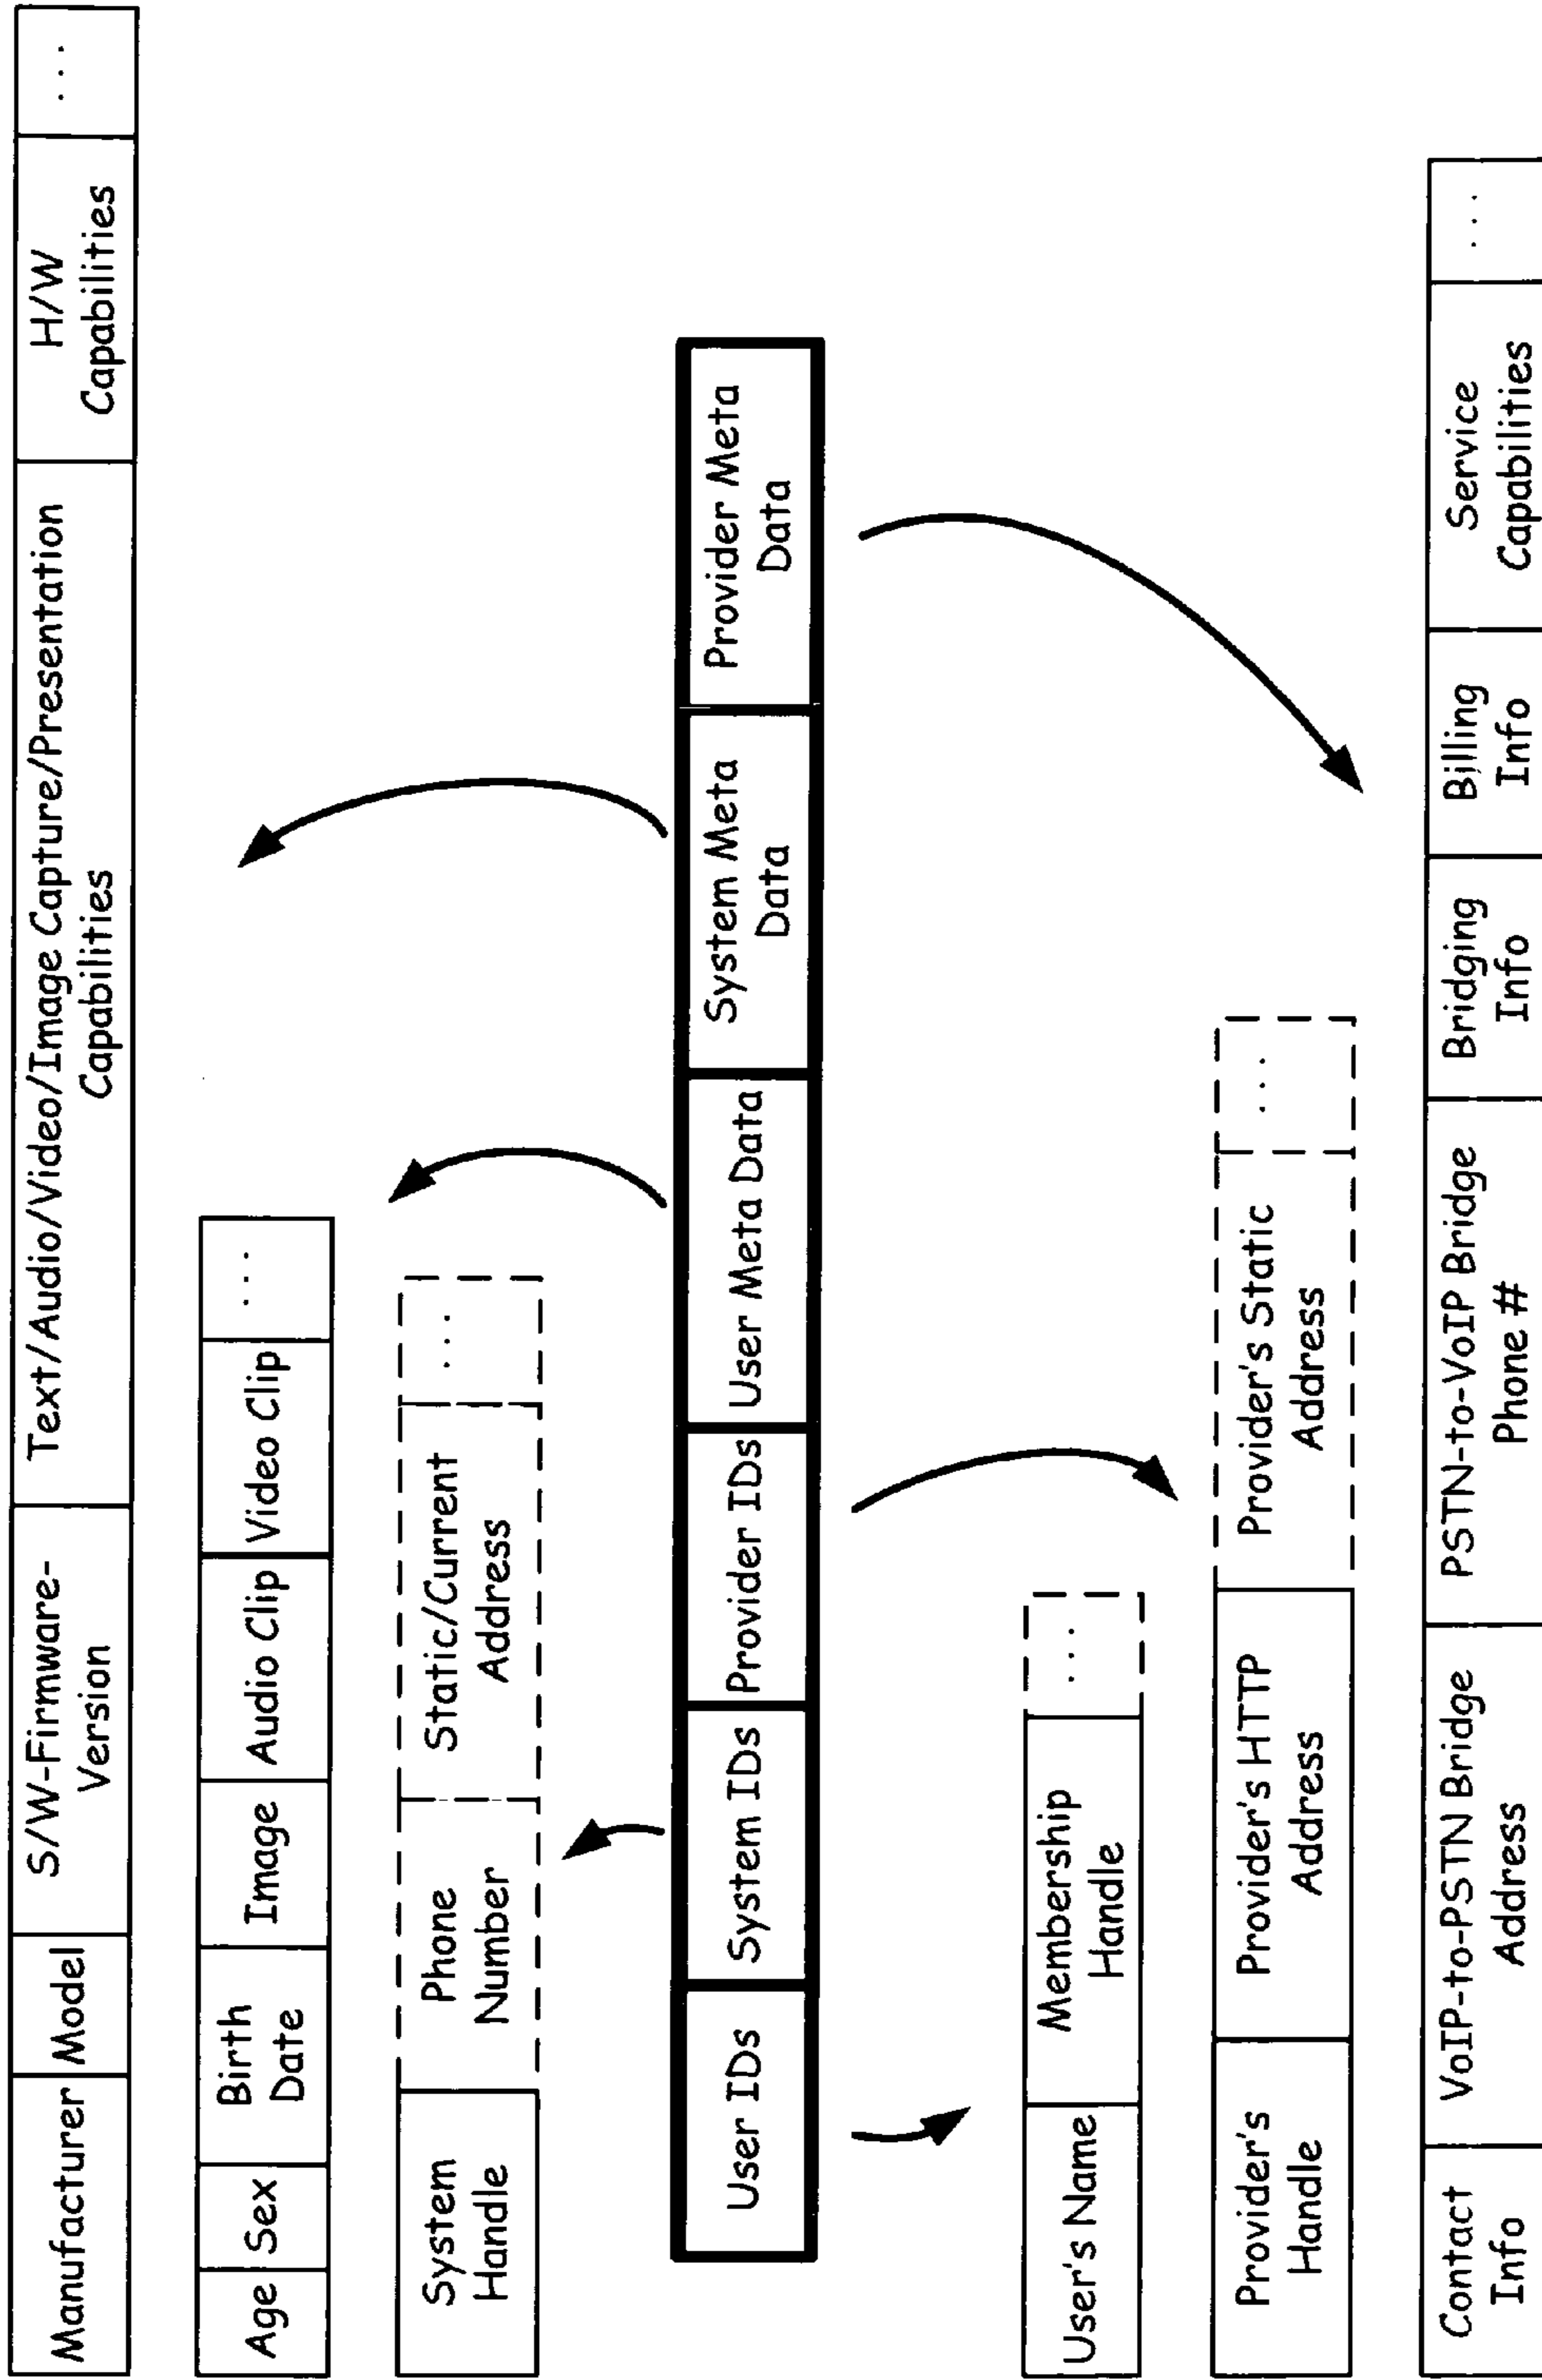 Manufacturer
Model
S/W-Firmware-
Version
Text/Audio/Video/Image Capture/Presentation
Capabilities
H/W
Capabilities
...
Age
Sex
Birth
Date
Image
Audio Clip
Video Clip
...
System
Handle
Phone
Number
Static/Current
Address
...
User IDs
System IDs
Provider IDs
User Meta Data
System Meta
Data
Provider Meta
Data
User's Name
Membership
Handle
...
Provider's
Handle
Provider's HTTP
Address
Provider's Static
Address
...
Contact
Info
VoIP-to-PSTN Bridge
Address
PSTN-to-VoIP Bridge
Phone #
Bridging
Info
Billing
Info
Service
Capabilities
...